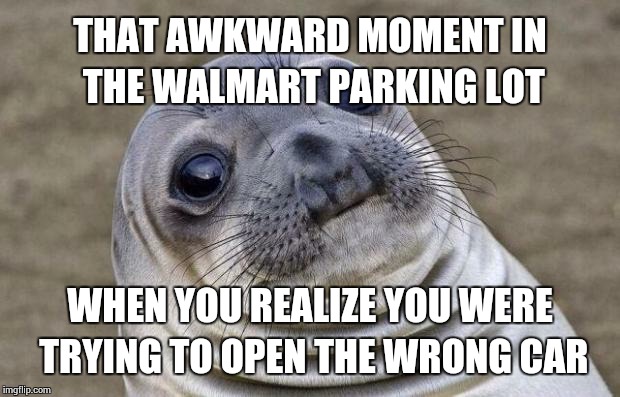 THAT AWKWARD MOMENT IN
THE WALMART PARKING LOT
WHEN YOU REALIZE YOU WERE
TRYING TO OPEN THE WRONG CAR
imgflip.com